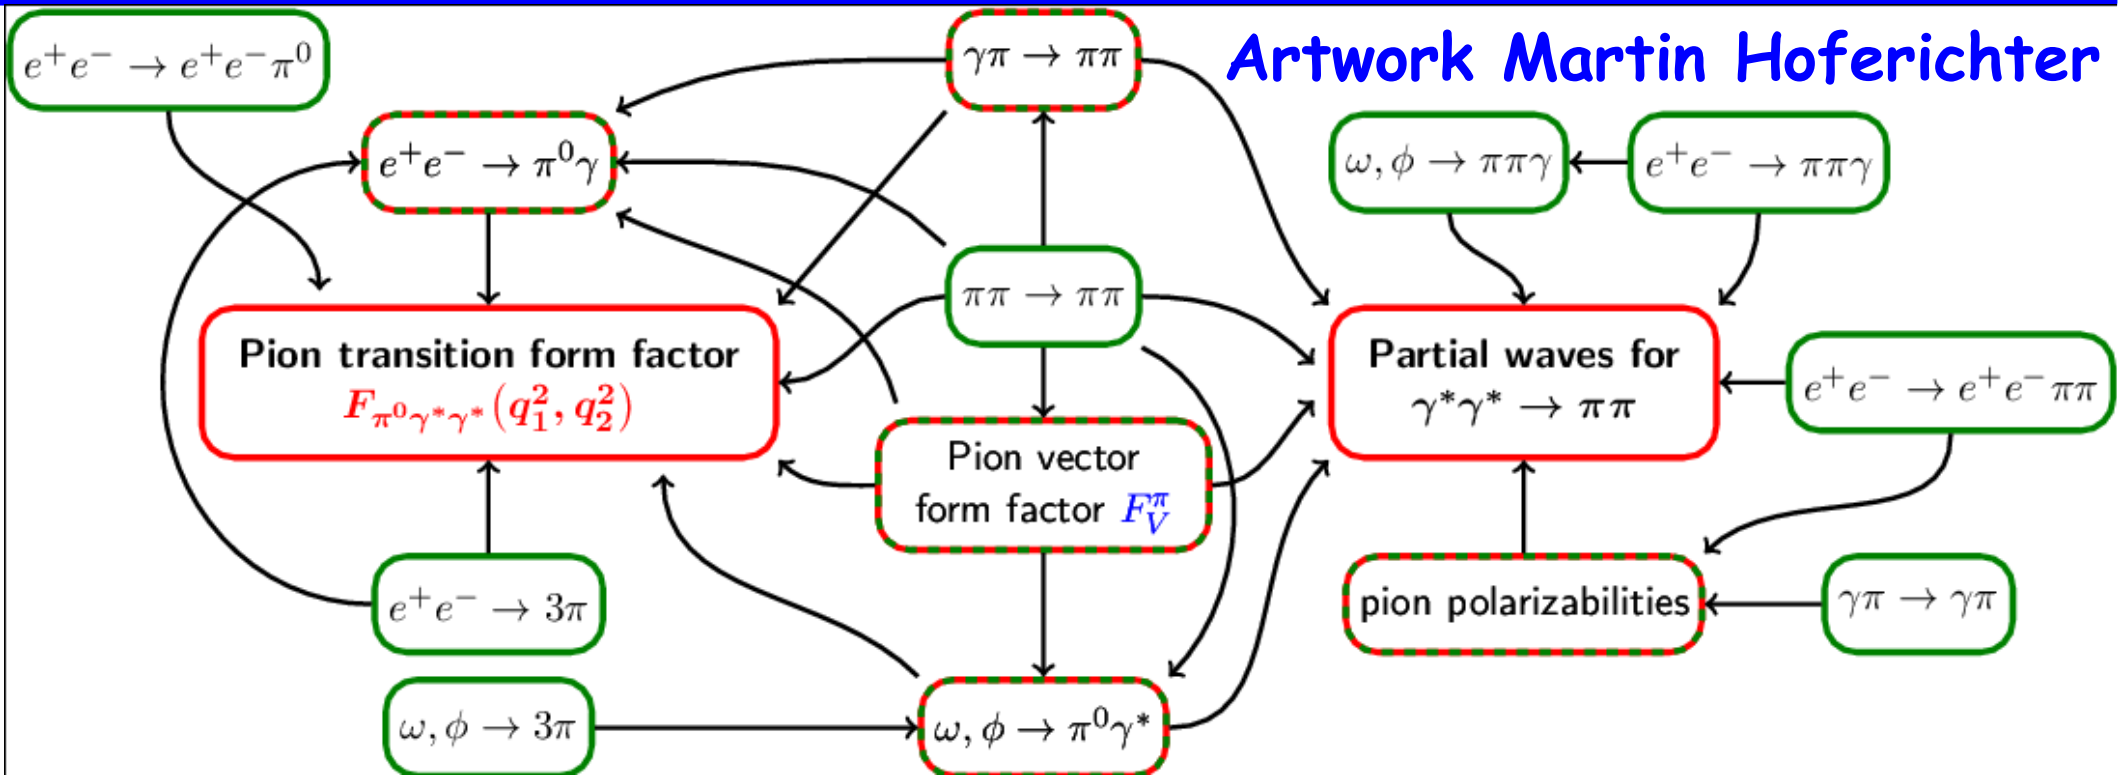 e⁺e⁻ → e⁺e⁻π⁰
γπ → ππ
Artwork Martin Hoferichter
e⁺e⁻ → π⁰γ
ω, ϕ → ππγ
e⁺e⁻ → ππγ
ππ → ππ
Pion transition form factor
F_{π⁰γ*γ*}(q₁², q₂²)
Partial waves for
γ*γ* → ππ
e⁺e⁻ → e⁺e⁻ππ
Pion vector
form factor F_V^π
e⁺e⁻ → 3π
pion polarizabilities
γπ → γπ
ω, ϕ → 3π
ω, ϕ → π⁰γ*